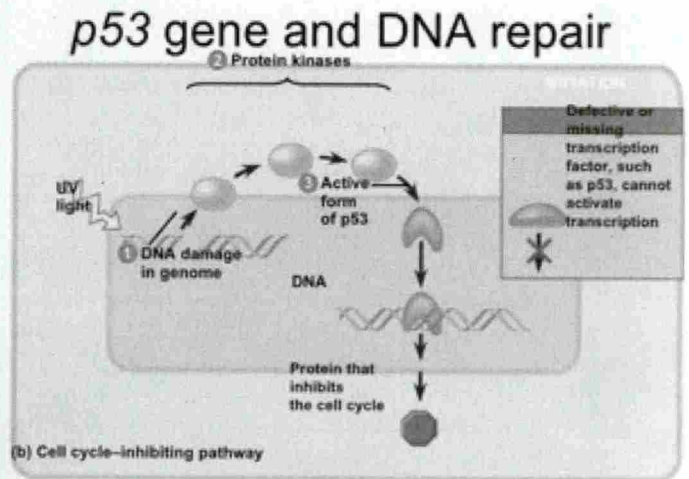 p53 gene and DNA repair
2 Protein kinases
MUTATION
Defective or
missing
transcription
factor, such
as p53, cannot
activate
transcription
UV
light
3 Active
form
of p53
1 DNA damage
in genome
DNA
Protein that
inhibits
the cell cycle
(b) Cell cycle–inhibiting pathway